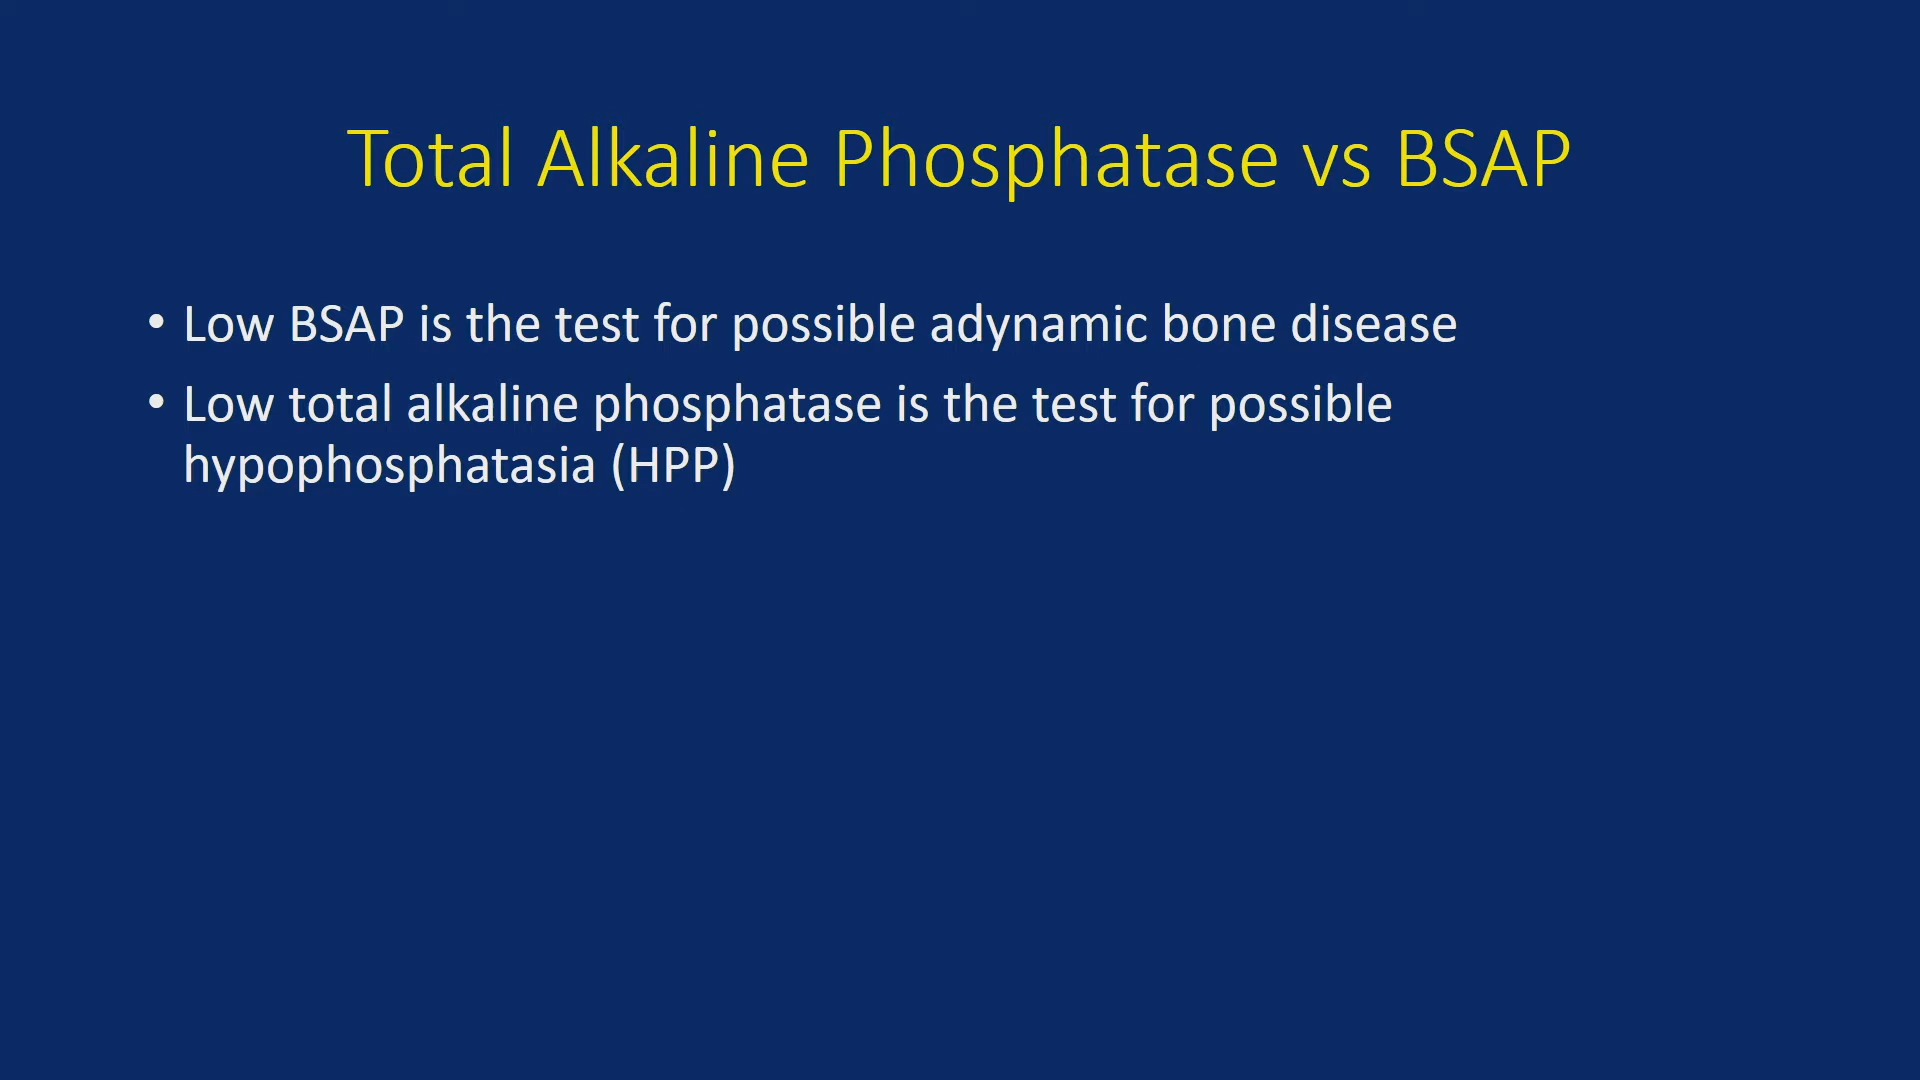 Total Alkaline Phosphatase vs BSAP
• Low BSAP is the test for possible adynamic bone disease
• Low total alkaline phosphatase is the test for possible
hypophosphatasia (HPP)